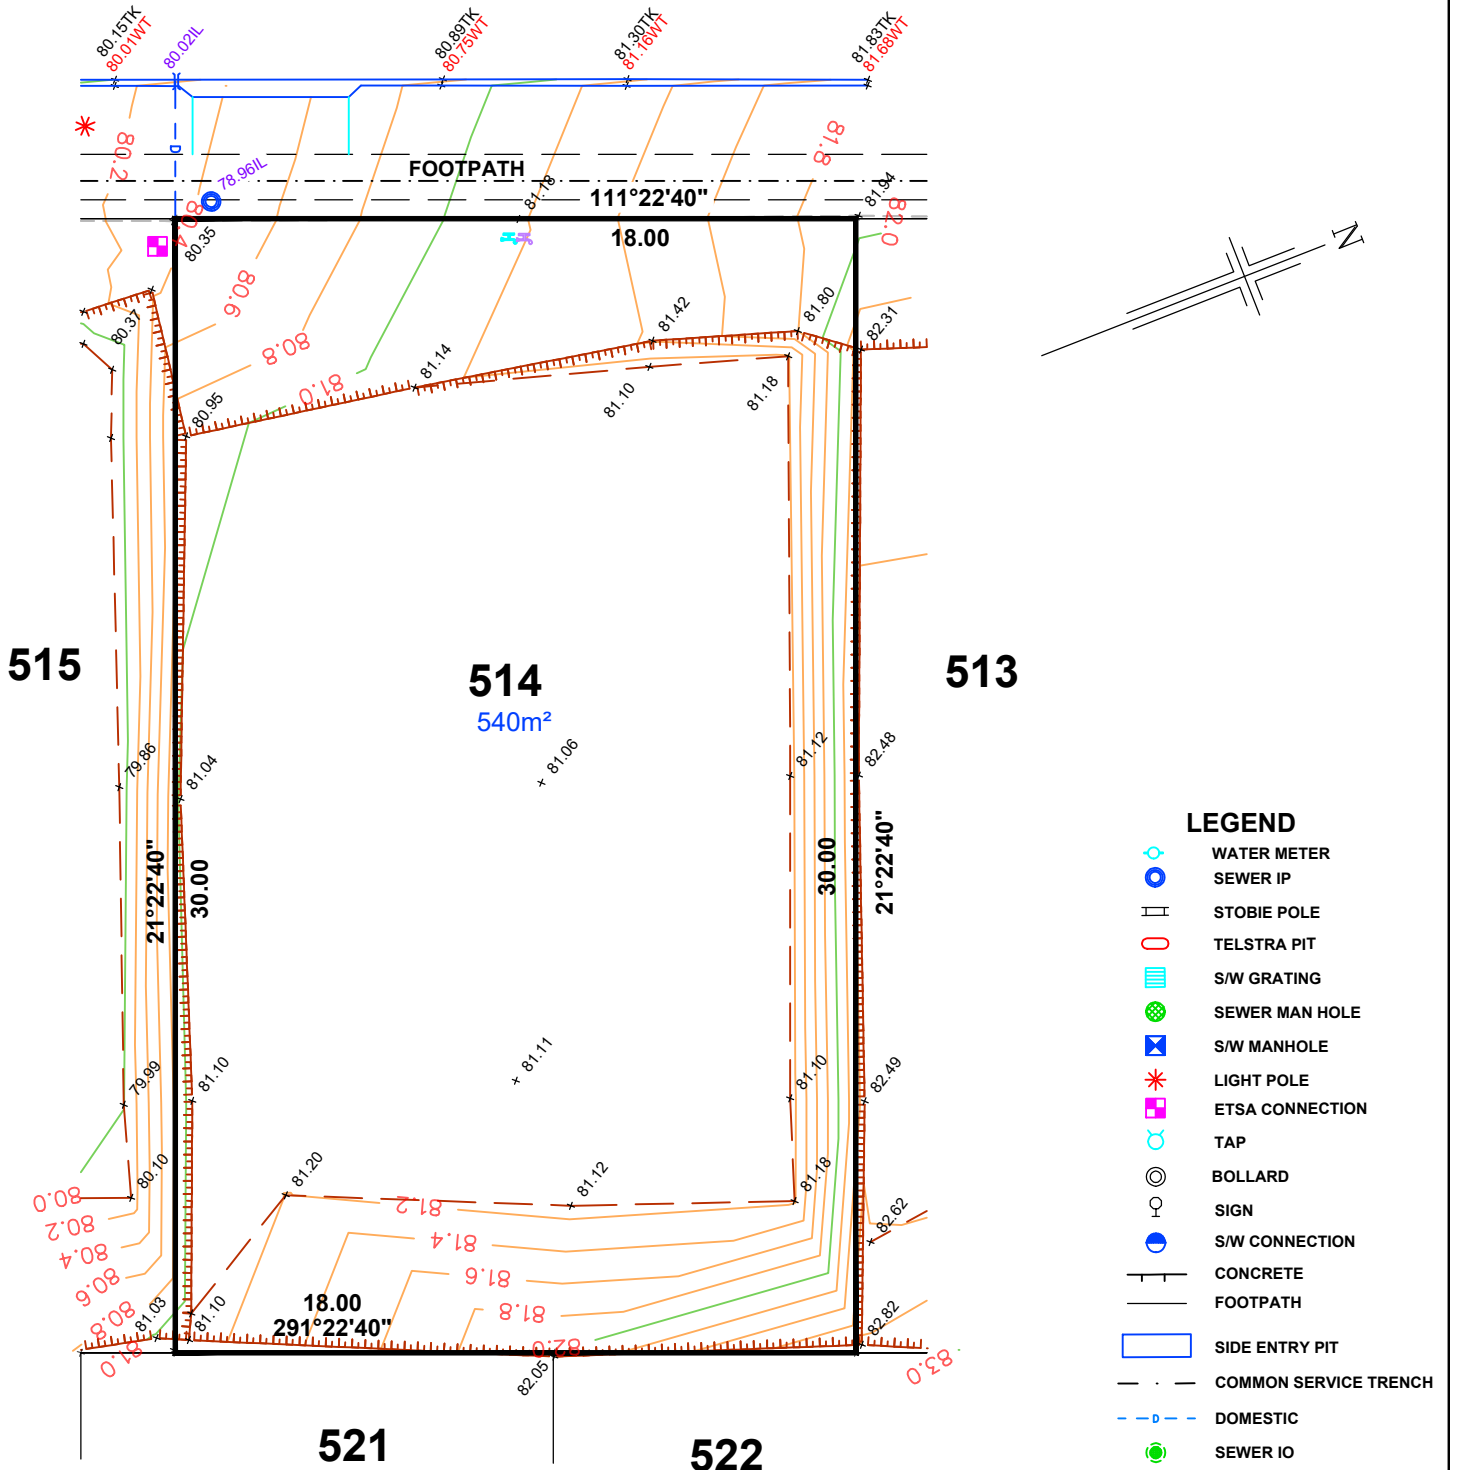 80.15TK
80.01WT
80.02IL
80.89TK
80.75WT
81.30TK
81.16WT
81.83TK
81.68WT
80.2
D
78.96IL
FOOTPATH
81.18
111°22'40"
81.8
81.94
80.4
80.35
18.00
82.0
N
80.6
80.37
80.8
81.0
81.14
81.42
81.80
82.31
80.95
81.10
81.18
515
514
540m²
513
79.86
81.04
81.06
81.12
82.48
21°22'40"
30.00
30.00
21°22'40"
79.99
81.10
81.11
81.10
82.49
80.10
81.20
81.12
81.18
82.62
80.0
80.2
80.4
80.6
80.8
81.0
81.2
81.4
81.6
81.8
82.0
81.03
81.10
18.00
291°22'40"
82.05
82.82
83.0
521
522
LEGEND
WATER METER
SEWER IP
STOBIE POLE
TELSTRA PIT
S/W GRATING
SEWER MAN HOLE
S/W MANHOLE
LIGHT POLE
ETSA CONNECTION
TAP
BOLLARD
SIGN
S/W CONNECTION
CONCRETE
FOOTPATH
SIDE ENTRY PIT
COMMON SERVICE TRENCH
D DOMESTIC
SEWER IO